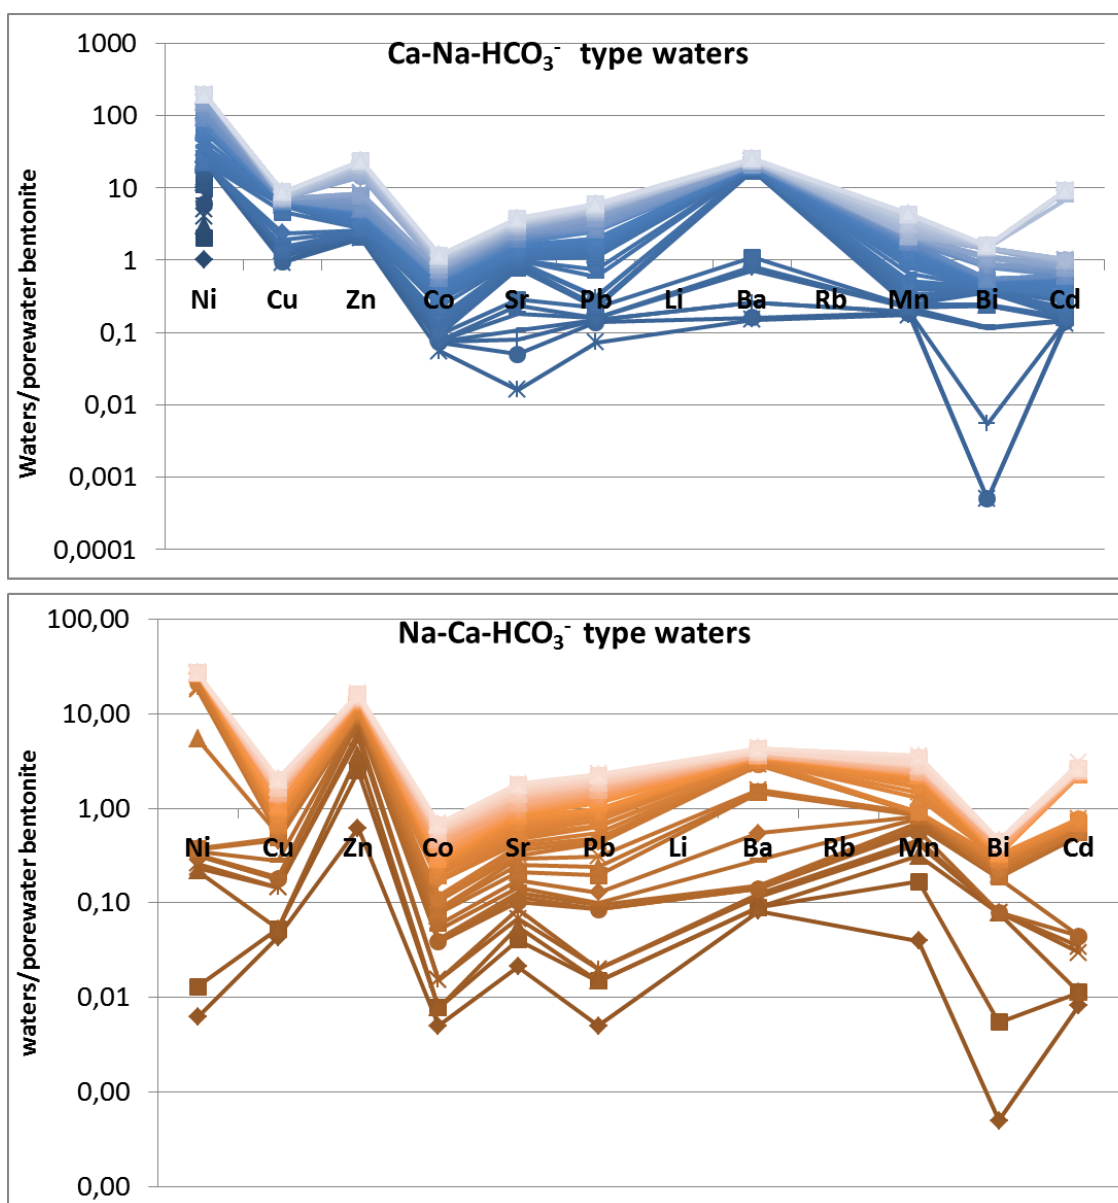 Ca-Na-HCO₃⁻ type waters
Waters/porewater bentonite
1000
100
10
1
0,1
0,01
0,001
0,0001
Ni Cu Zn Co Sr Pb Li Ba Rb Mn Bi Cd
Na-Ca-HCO₃⁻ type waters
waters/porewater bentonite
100,00
10,00
1,00
0,10
0,01
0,00
0,00
Ni Cu Zn Co Sr Pb Li Ba Rb Mn Bi Cd